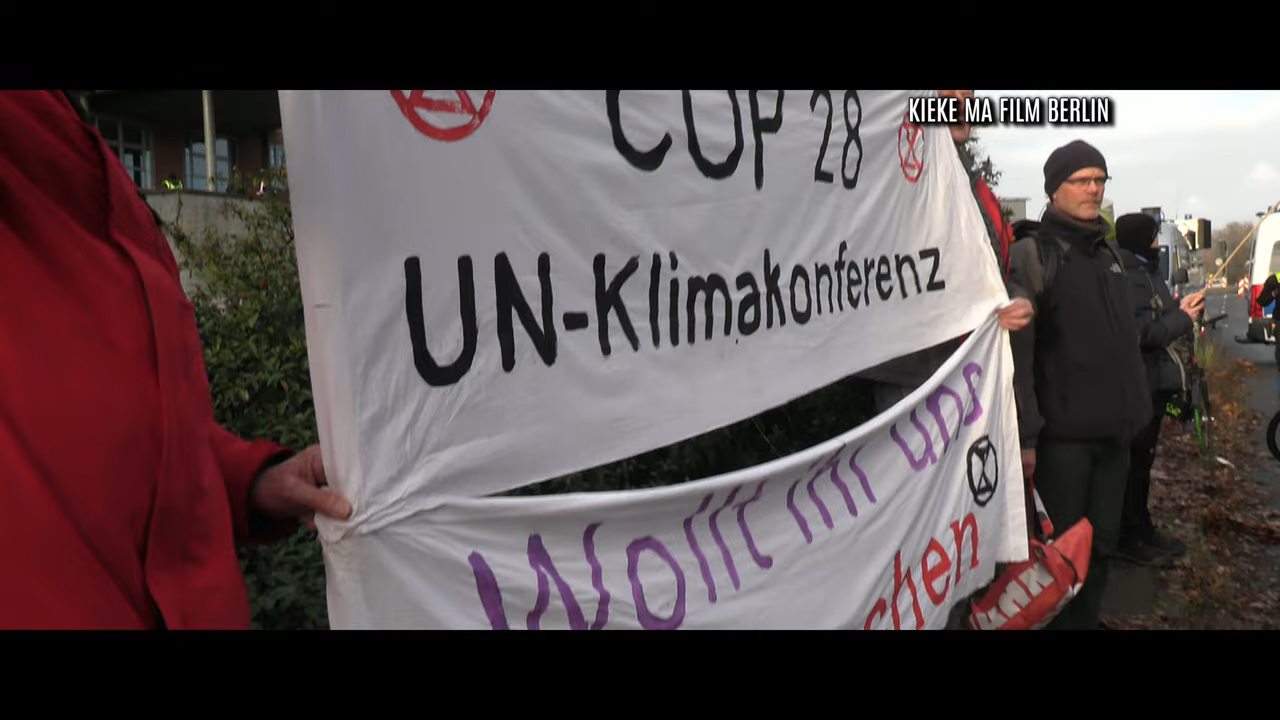 KIEKE MA FILM BERLIN
COP 28
UN-Klimakonferenz
Wollt ihr uns